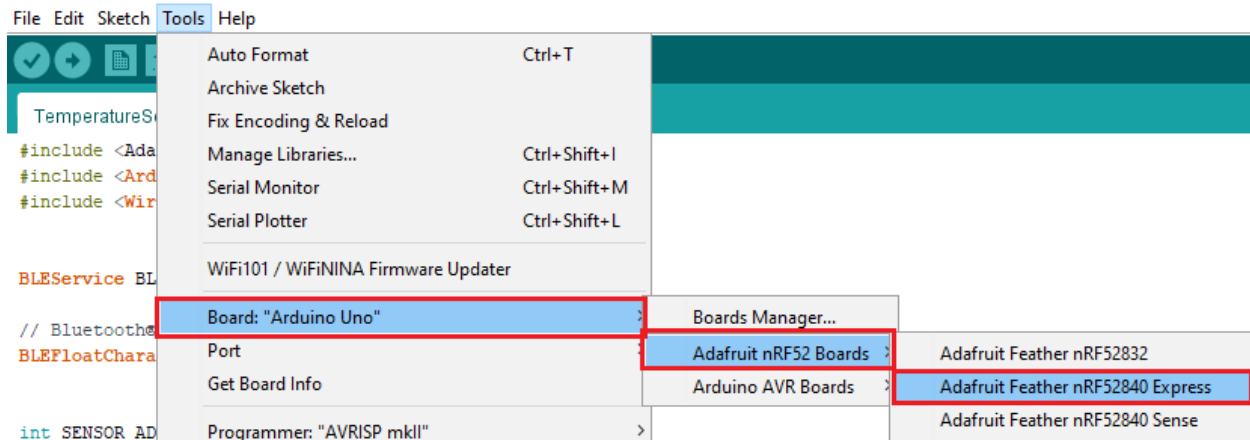 File Edit Sketch Tools Help
Auto Format Ctrl+T
Archive Sketch
TemperatureS
Fix Encoding & Reload
#include <Ada
Manage Libraries... Ctrl+Shift+I
#include <Ard
Serial Monitor Ctrl+Shift+M
#include <Wir
Serial Plotter Ctrl+Shift+L
WiFi101 / WiFiNINA Firmware Updater
BLEService BL
Board: "Arduino Uno"
Boards Manager...
// Bluetooth®
Port
Adafruit nRF52 Boards
Adafruit Feather nRF52832
BLEFloatChara
Get Board Info
Arduino AVR Boards
Adafruit Feather nRF52840 Express
Adafruit Feather nRF52840 Sense
int SENSOR AD
Programmer: "AVRISP mkII"